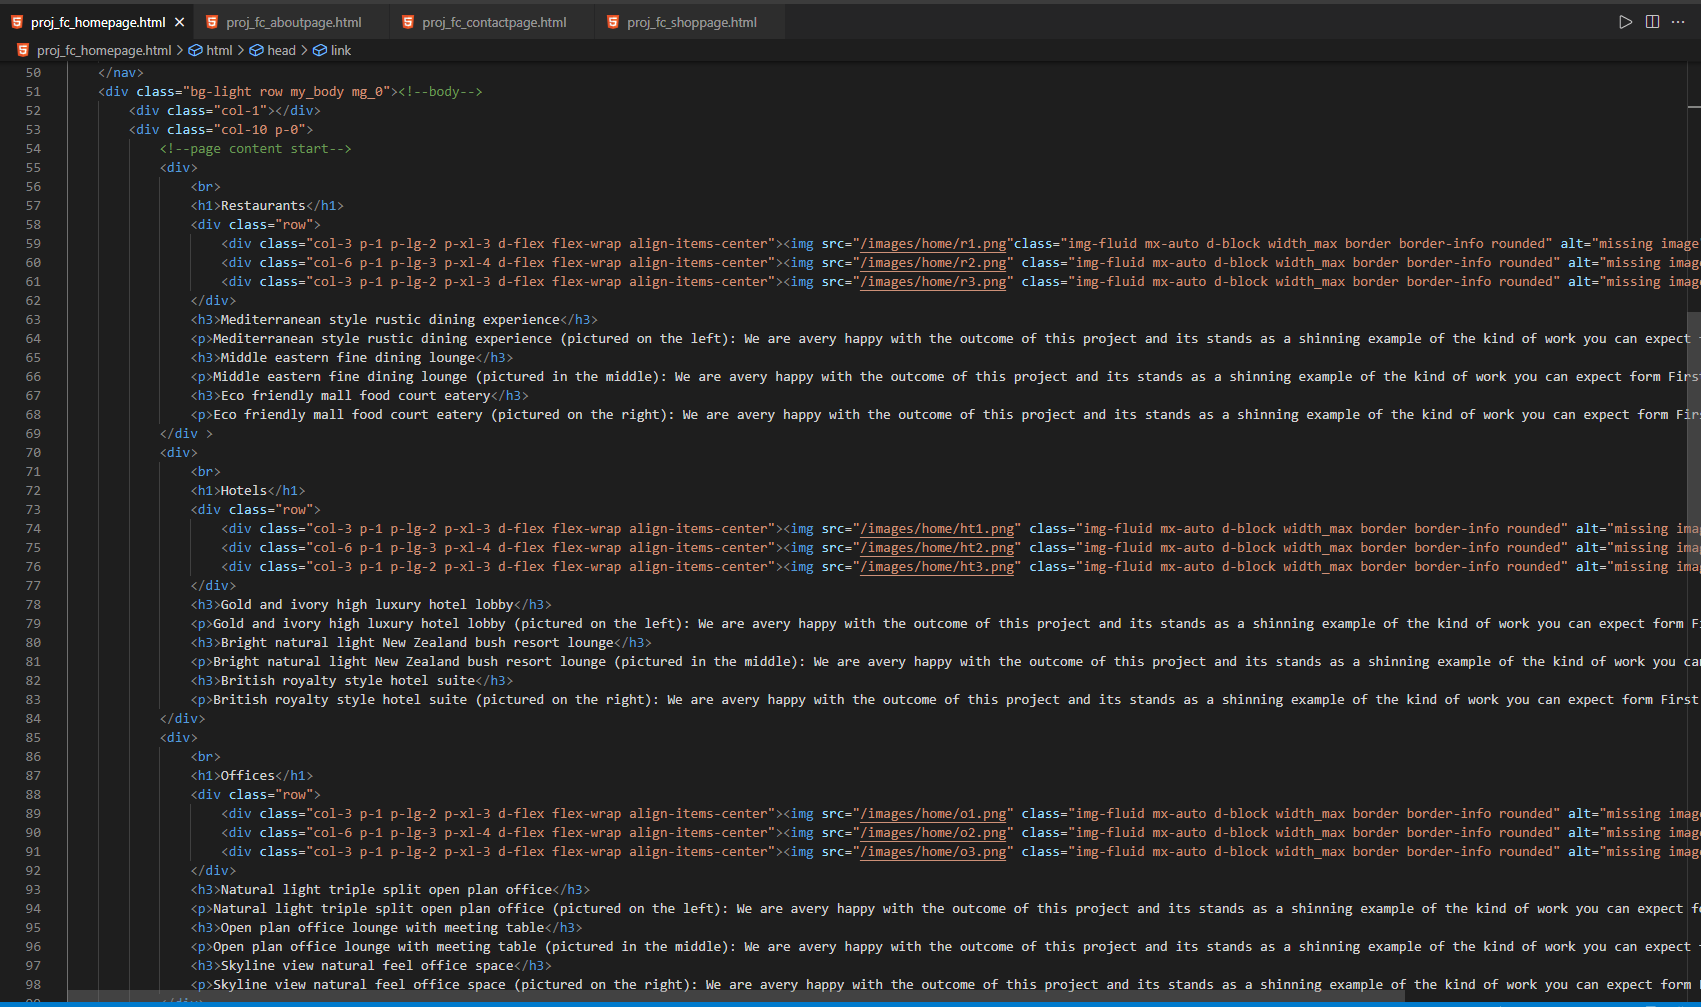 proj_fc_homepage.html proj_fc_aboutpage.html proj_fc_contactpage.html proj_fc_shoppage.html
proj_fc_homepage.html > html > head > link
50 </nav>
51 <div class="bg-light row my_body mg_0"><!--body-->
52 <div class="col-1"></div>
53 <div class="col-10 p-0">
54 <!--page content start-->
55 <div>
56 <br>
57 <h1>Restaurants</h1>
58 <div class="row">
59 <div class="col-3 p-1 p-lg-2 p-xl-3 d-flex flex-wrap align-items-center"><img src="/images/home/r1.png"class="img-fluid mx-auto d-block width_max border border-info rounded" alt="missing image
60 <div class="col-6 p-1 p-lg-3 p-xl-4 d-flex flex-wrap align-items-center"><img src="/images/home/r2.png" class="img-fluid mx-auto d-block width_max border border-info rounded" alt="missing imag
61 <div class="col-3 p-1 p-lg-2 p-xl-3 d-flex flex-wrap align-items-center"><img src="/images/home/r3.png" class="img-fluid mx-auto d-block width_max border border-info rounded" alt="missing imag
62 </div>
63 <h3>Mediterranean style rustic dining experience</h3>
64 <p>Mediterranean style rustic dining experience (pictured on the left): We are avery happy with the outcome of this project and its stands as a shinning example of the kind of work you can expect
65 <h3>Middle eastern fine dining lounge</h3>
66 <p>Middle eastern fine dining lounge (pictured in the middle): We are avery happy with the outcome of this project and its stands as a shinning example of the kind of work you can expect form Firs
67 <h3>Eco friendly mall food court eatery</h3>
68 <p>Eco friendly mall food court eatery (pictured on the right): We are avery happy with the outcome of this project and its stands as a shinning example of the kind of work you can expect form Firs
69 </div >
70 <div>
71 <br>
72 <h1>Hotels</h1>
73 <div class="row">
74 <div class="col-3 p-1 p-lg-2 p-xl-3 d-flex flex-wrap align-items-center"><img src="/images/home/ht1.png" class="img-fluid mx-auto d-block width_max border border-info rounded" alt="missing ima
75 <div class="col-6 p-1 p-lg-3 p-xl-4 d-flex flex-wrap align-items-center"><img src="/images/home/ht2.png" class="img-fluid mx-auto d-block width_max border border-info rounded" alt="missing ima
76 <div class="col-3 p-1 p-lg-2 p-xl-3 d-flex flex-wrap align-items-center"><img src="/images/home/ht3.png" class="img-fluid mx-auto d-block width_max border border-info rounded" alt="missing ima
77 </div>
78 <h3>Gold and ivory high luxury hotel lobby</h3>
79 <p>Gold and ivory high luxury hotel lobby (pictured on the left): We are avery happy with the outcome of this project and its stands as a shinning example of the kind of work you can expect form F
80 <h3>Bright natural light New Zealand bush resort lounge</h3>
81 <p>Bright natural light New Zealand bush resort lounge (pictured in the middle): We are avery happy with the outcome of this project and its stands as a shinning example of the kind of work you ca
82 <h3>British royalty style hotel suite</h3>
83 <p>British royalty style hotel suite (pictured on the right): We are avery happy with the outcome of this project and its stands as a shinning example of the kind of work you can expect form First
84 </div>
85 <div>
86 <br>
87 <h1>Offices</h1>
88 <div class="row">
89 <div class="col-3 p-1 p-lg-2 p-xl-3 d-flex flex-wrap align-items-center"><img src="/images/home/o1.png" class="img-fluid mx-auto d-block width_max border border-info rounded" alt="missing imag
90 <div class="col-6 p-1 p-lg-3 p-xl-4 d-flex flex-wrap align-items-center"><img src="/images/home/o2.png" class="img-fluid mx-auto d-block width_max border border-info rounded" alt="missing imag
91 <div class="col-3 p-1 p-lg-2 p-xl-3 d-flex flex-wrap align-items-center"><img src="/images/home/o3.png" class="img-fluid mx-auto d-block width_max border border-info rounded" alt="missing imag
92 </div>
93 <h3>Natural light triple split open plan office</h3>
94 <p>Natural light triple split open plan office (pictured on the left): We are avery happy with the outcome of this project and its stands as a shinning example of the kind of work you can expect f
95 <h3>Open plan office lounge with meeting table</h3>
96 <p>Open plan office lounge with meeting table (pictured in the middle): We are avery happy with the outcome of this project and its stands as a shinning example of the kind of work you can expect
97 <h3>Skyline view natural feel office space</h3>
98 <p>Skyline view natural feel office space (pictured on the right): We are avery happy with the outcome of this project and its stands as a shinning example of the kind of work you can expect form